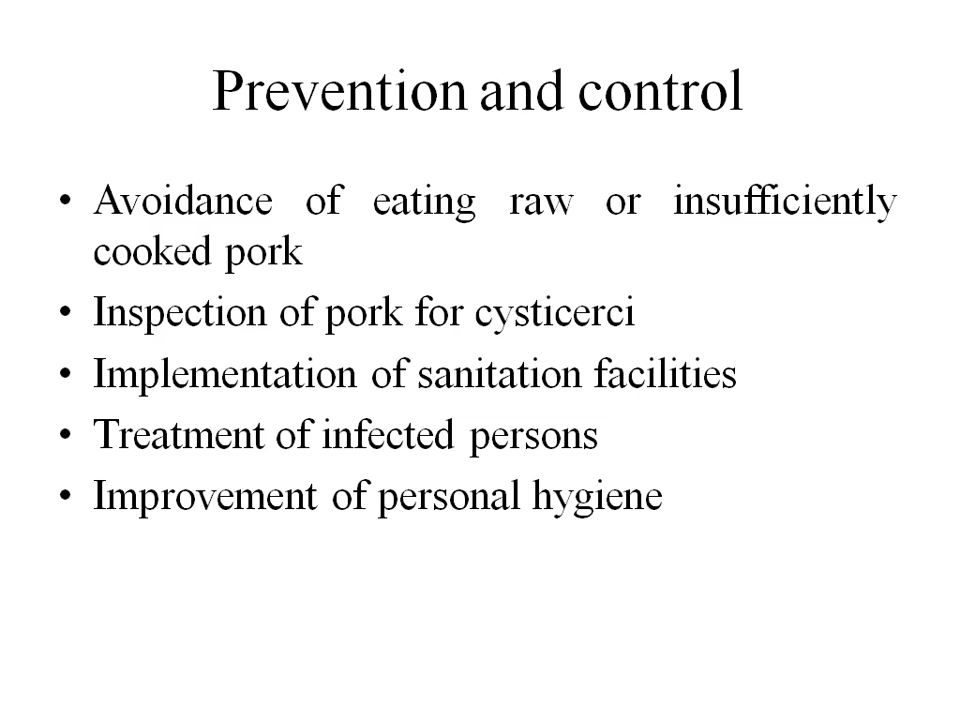 Prevention and control
• Avoidance of eating raw or insufficiently
cooked pork
• Inspection of pork for cysticerci
• Implementation of sanitation facilities
• Treatment of infected persons
• Improvement of personal hygiene